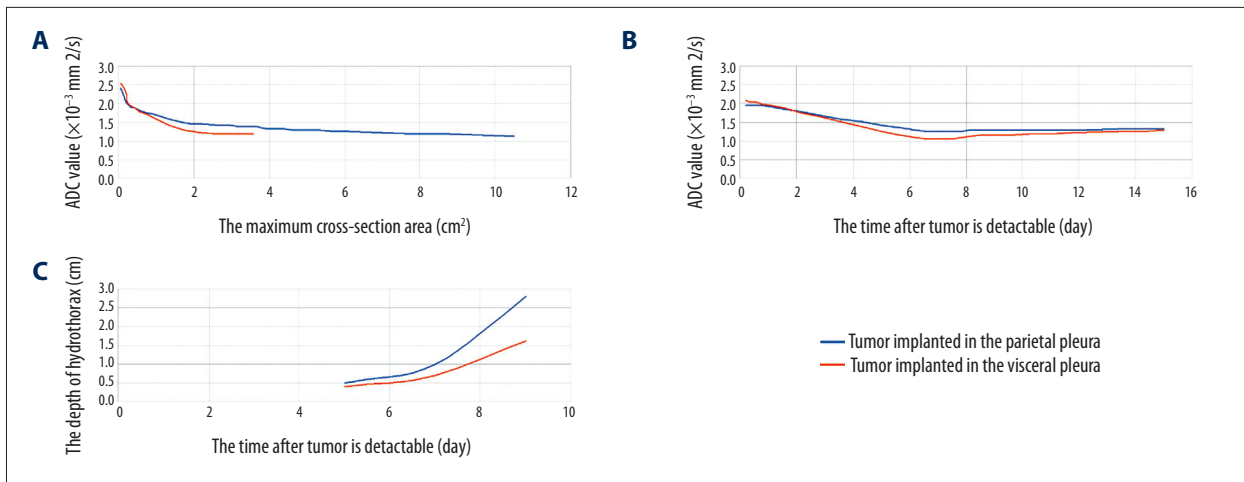 A
ADC value (×10⁻³ mm 2/s)
3.0
2.5
2.0
1.5
1.0
0.5
0.0
0 2 4 6 8 10 12
The maximum cross-section area (cm²)
B
ADC value (×10⁻³ mm 2/s)
3.0
2.5
2.0
1.5
1.0
0.5
0.0
0 2 4 6 8 10 12 14 16
The time after tumor is detactable (day)
C
The depth of hydrothorax (cm)
3.0
2.5
2.0
1.5
1.0
0.5
0.0
0 2 4 6 8 10
The time after tumor is detactable (day)
Tumor implanted in the parietal pleura
Tumor implanted in the visceral pleura